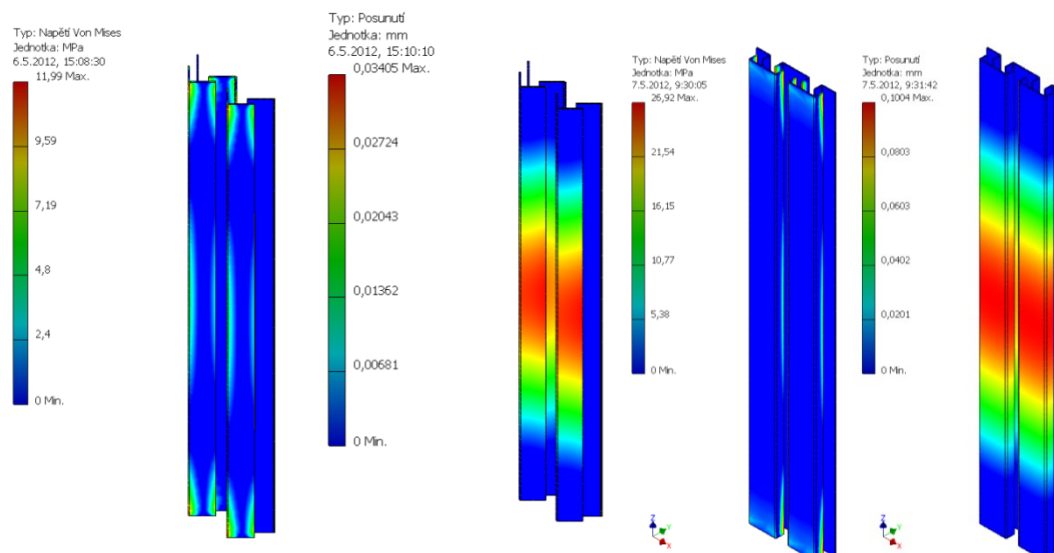 Typ: Napětí Von Mises
Jednotka: MPa
6.5.2012, 15:08:30
11,99 Max.
9,59
7,19
4,8
2,4
0 Min.
Typ: Posunutí
Jednotka: mm
6.5.2012, 15:10:10
0,03405 Max.
0,02724
0,02043
0,01362
0,00681
0 Min.
Typ: Napětí Von Mises
Jednotka: MPa
7.5.2012, 9:30:05
26,92 Max.
21,54
16,15
10,77
5,38
0 Min.
Z
Y
X
Typ: Posunutí
Jednotka: mm
7.5.2012, 9:31:42
0,1004 Max.
0,0803
0,0603
0,0402
0,0201
0 Min.
Z
Y
X